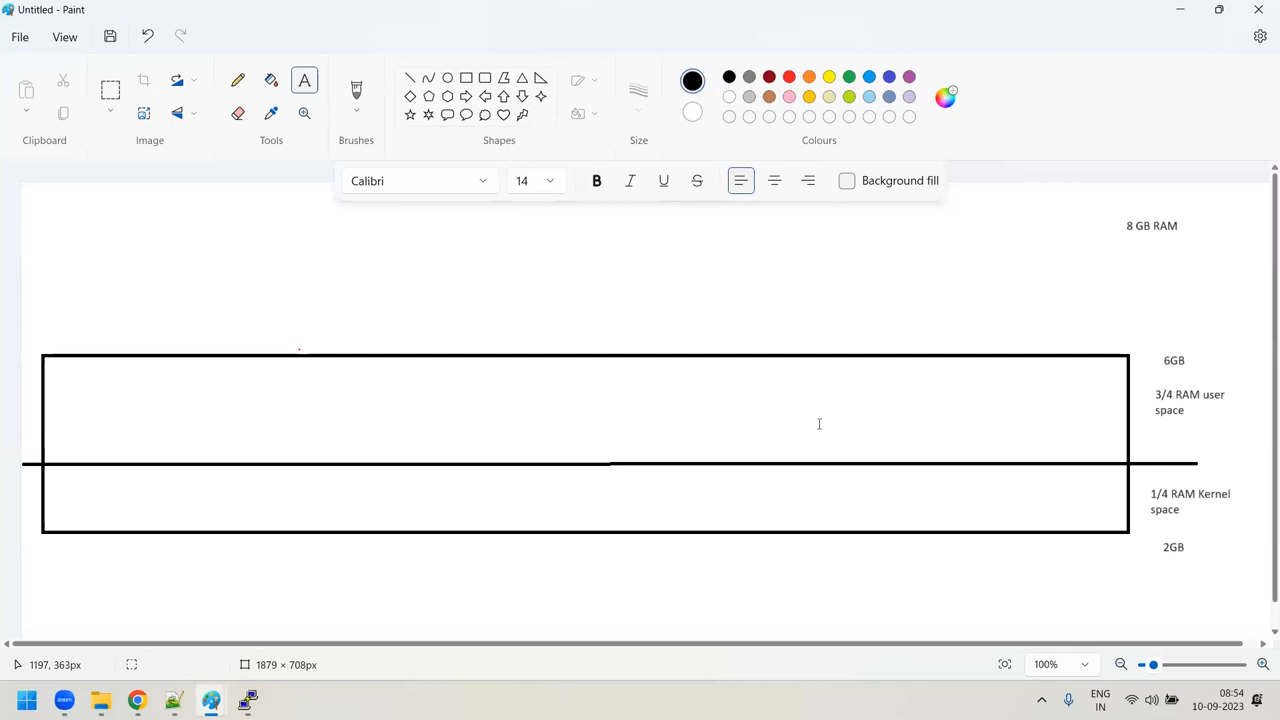 Untitled - Paint
File
View
Clipboard
Image
Tools
Brushes
Shapes
Size
Colours
A
Calibri
14
B
I
U
S
Background fill
8 GB RAM
6GB
3/4 RAM user
space
1/4 RAM Kernel
space
2GB
1197, 363px
1879 × 708px
100%
zoom
ENG
IN
08:54
10-09-2023